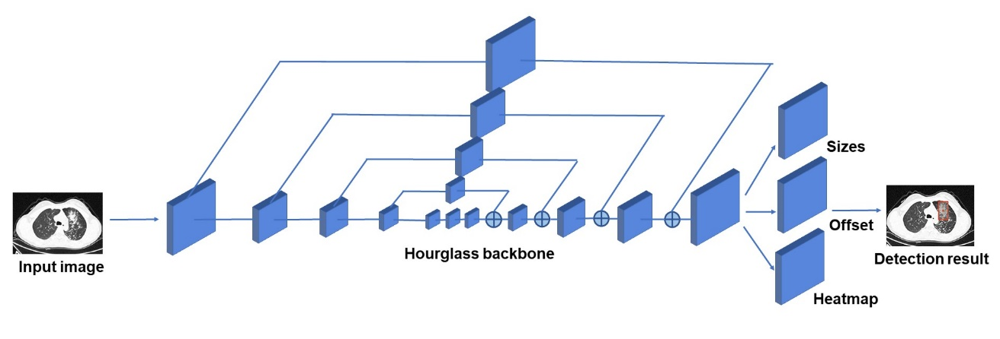 Input image
Hourglass backbone
Sizes
Offset
Heatmap
Detection result